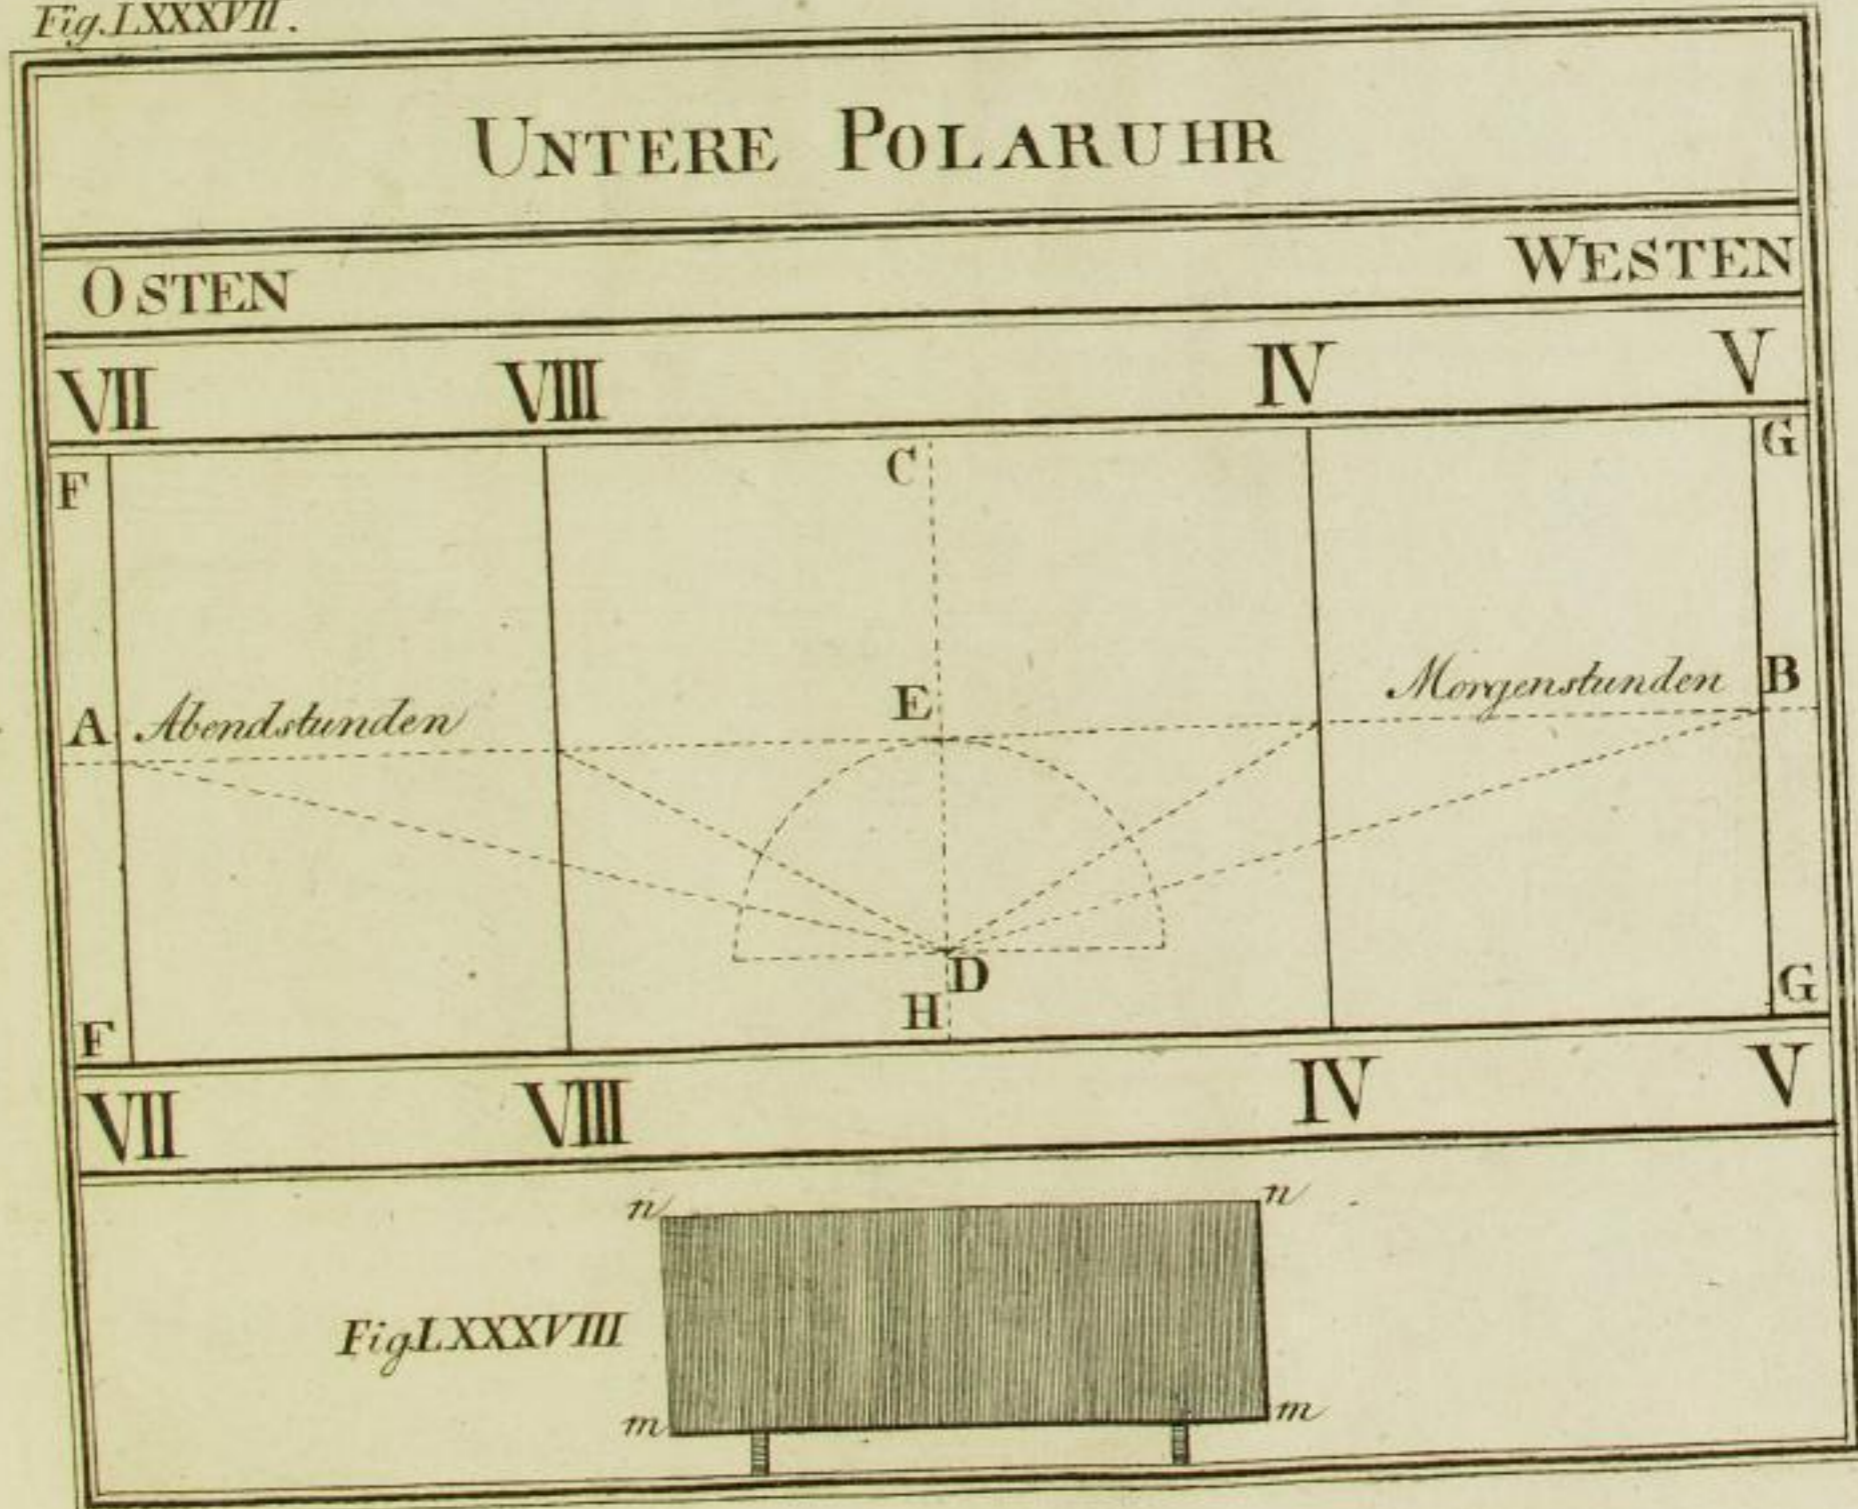 Fig. LXXXVII.
UNTERE POLARUHR
OSTEN WESTEN
VII VIII IV V
F C G
A Abendstunden E Morgenstunden B
D
F H G
VII VIII IV V
n n
Fig. LXXXVIII
m m